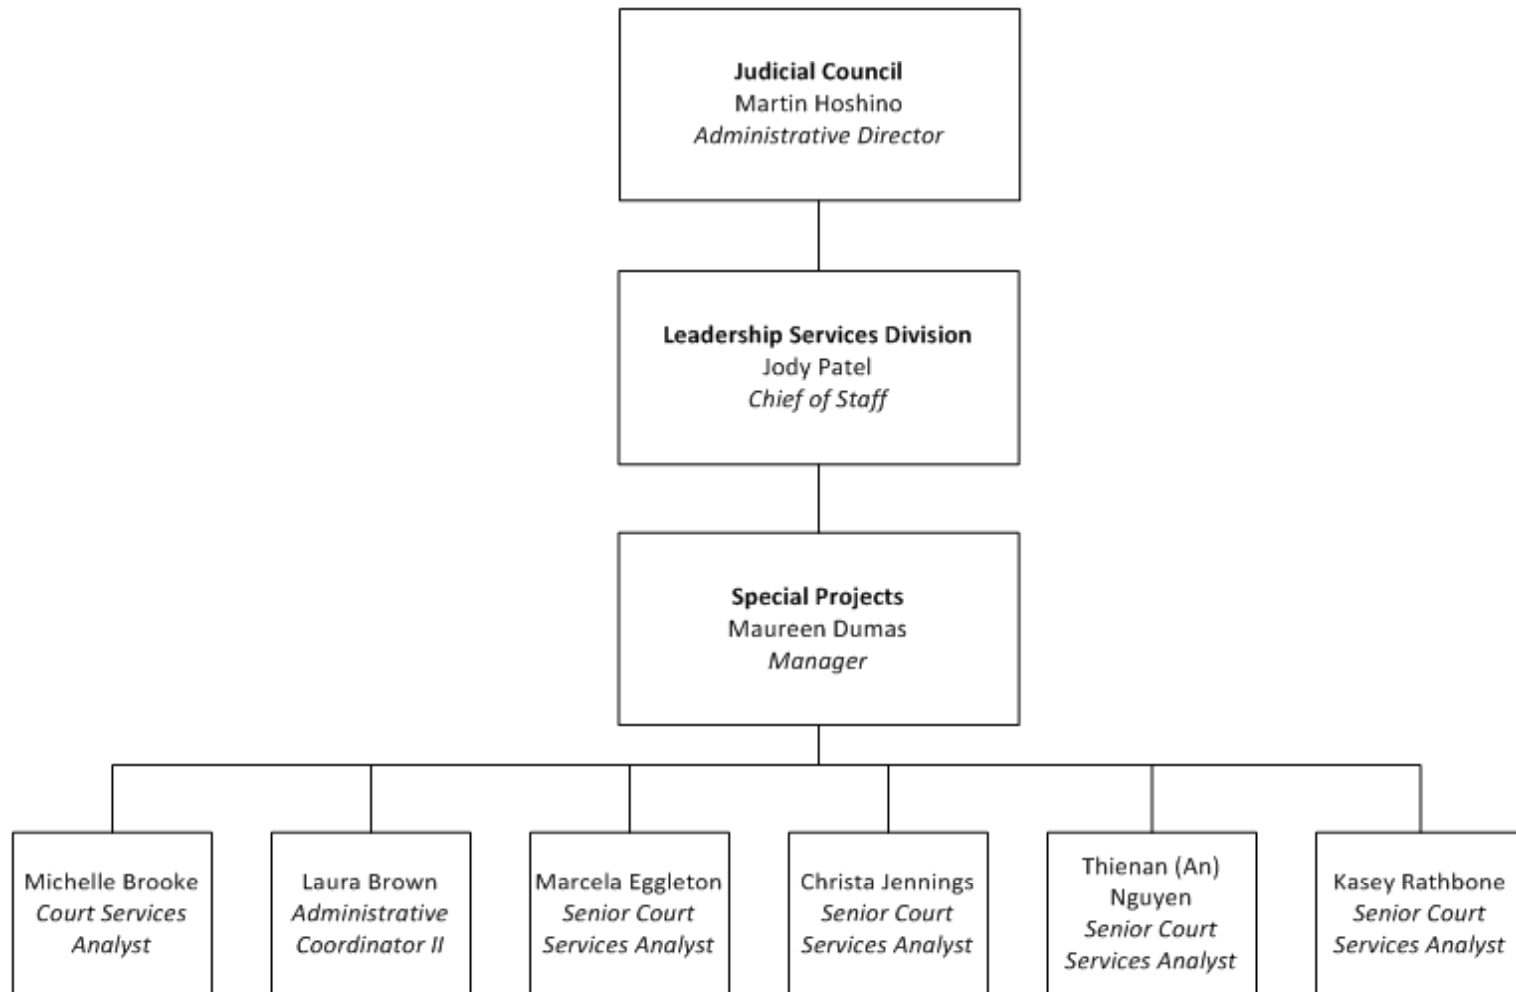 Judicial Council
Martin Hoshino
Administrative Director
Leadership Services Division
Jody Patel
Chief of Staff
Special Projects
Maureen Dumas
Manager
Michelle Brooke
Court Services
Analyst
Laura Brown
Administrative
Coordinator II
Marcela Eggleton
Senior Court
Services Analyst
Christa Jennings
Senior Court
Services Analyst
Thienan (An)
Nguyen
Senior Court
Services Analyst
Kasey Rathbone
Senior Court
Services Analyst